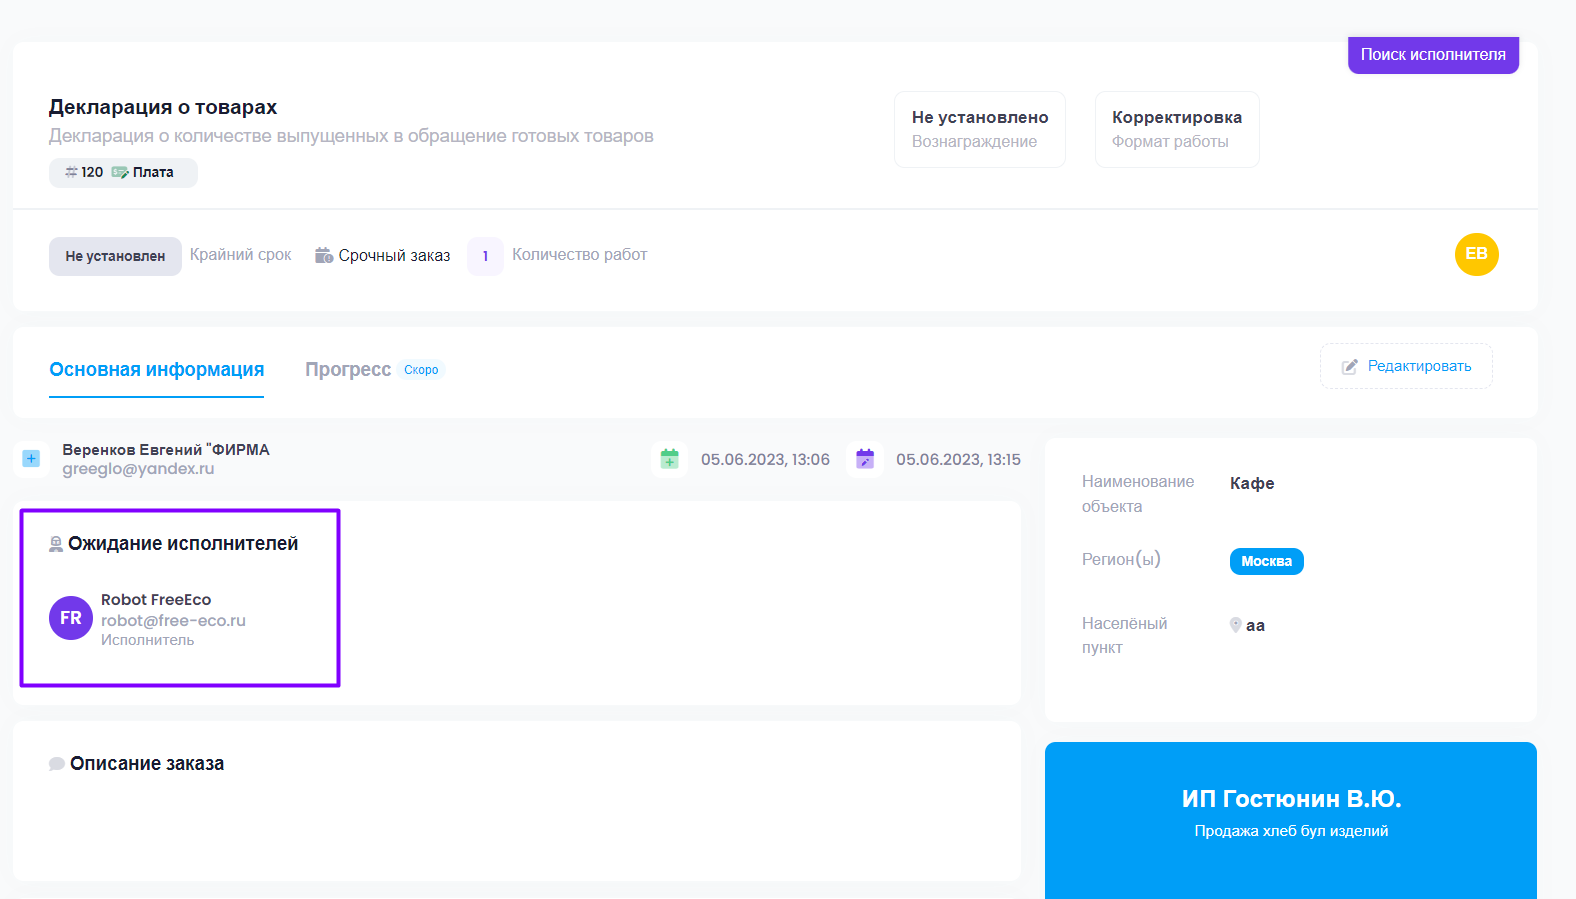 Поиск исполнителя
Декларация о товарах
Декларация о количестве выпущенных в обращение готовых товаров
# 120 Плата
Не установлено
Вознаграждение
Корректировка
Формат работы
Не установлен Крайний срок Срочный заказ 1 Количество работ
ЕВ
Основная информация Прогресс Скоро
Редактировать
Веренков Евгений "ФИРМА
greeglo@yandex.ru
05.06.2023, 13:06 05.06.2023, 13:15
Ожидание исполнителей
FR
Robot FreeEco
robot@free-eco.ru
Исполнитель
Описание заказа
Наименование
объекта
Кафе
Регион(ы) Москва
Населёный
пункт
аа
ИП Гостюнин В.Ю.
Продажа хлеб бул изделий